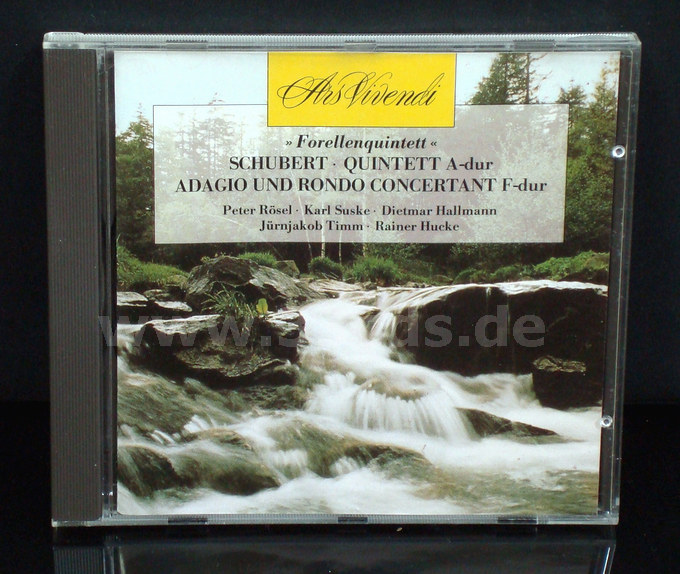 Ars Vivendi
» Forellenquintett «
SCHUBERT · QUINTETT A-dur
ADAGIO UND RONDO CONCERTANT F-dur
Peter Rösel · Karl Suske · Dietmar Hallmann
Jürnjakob Timm · Rainer Hucke